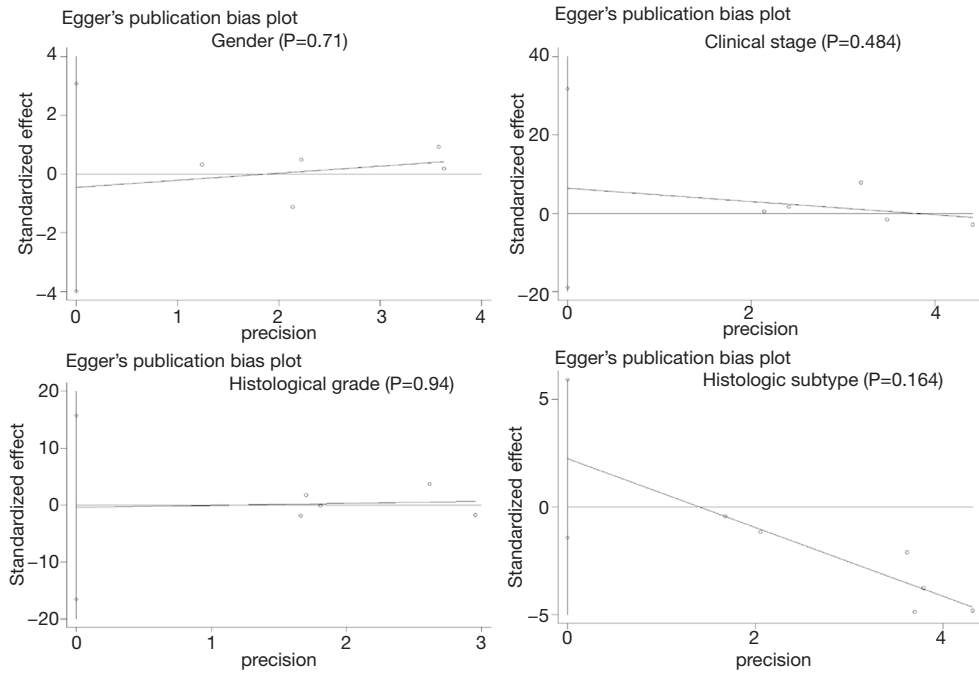 Egger's publication bias plot
Gender (P=0.71)
4
2
0
−2
−4
Standardized effect
0 1 2 3 4
precision
Egger's publication bias plot
Clinical stage (P=0.484)
40
20
0
−20
Standardized effect
0 2 4
precision
Egger's publication bias plot
Histological grade (P=0.94)
20
10
0
−10
−20
Standardized effect
0 1 2 3
precision
Egger's publication bias plot
Histologic subtype (P=0.164)
5
0
−5
Standardized effect
0 2 4
precision